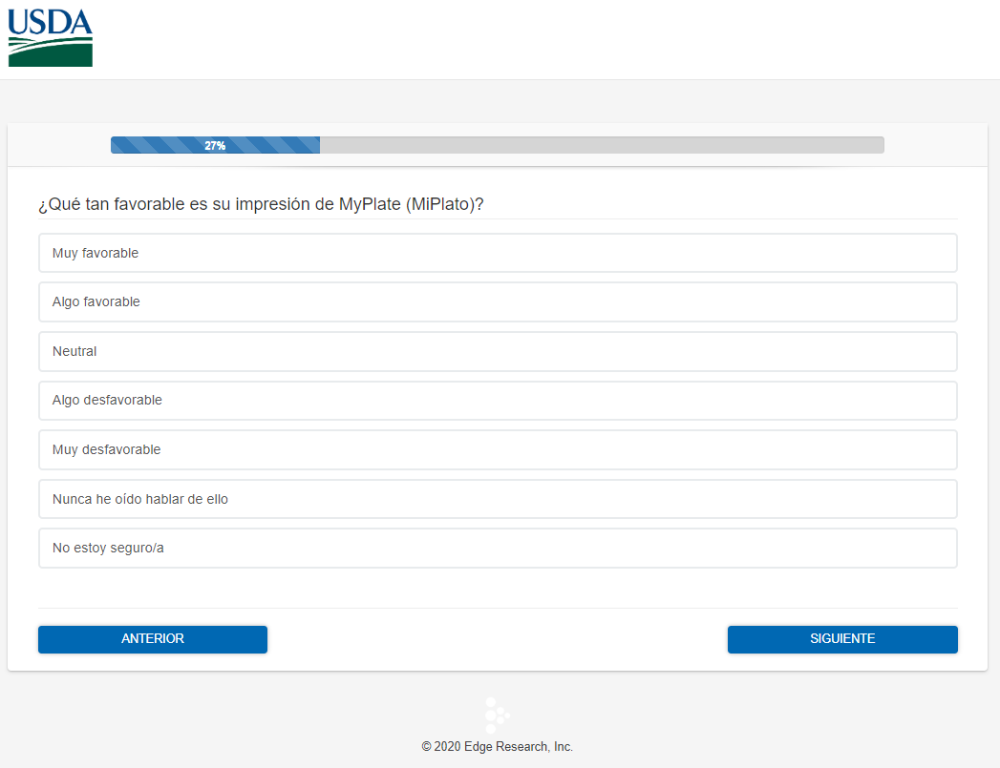 USDA
27%
¿Qué tan favorable es su impresión de MyPlate (MiPlato)?
Muy favorable
Algo favorable
Neutral
Algo desfavorable
Muy desfavorable
Nunca he oído hablar de ello
No estoy seguro/a
ANTERIOR
SIGUIENTE
© 2020 Edge Research, Inc.